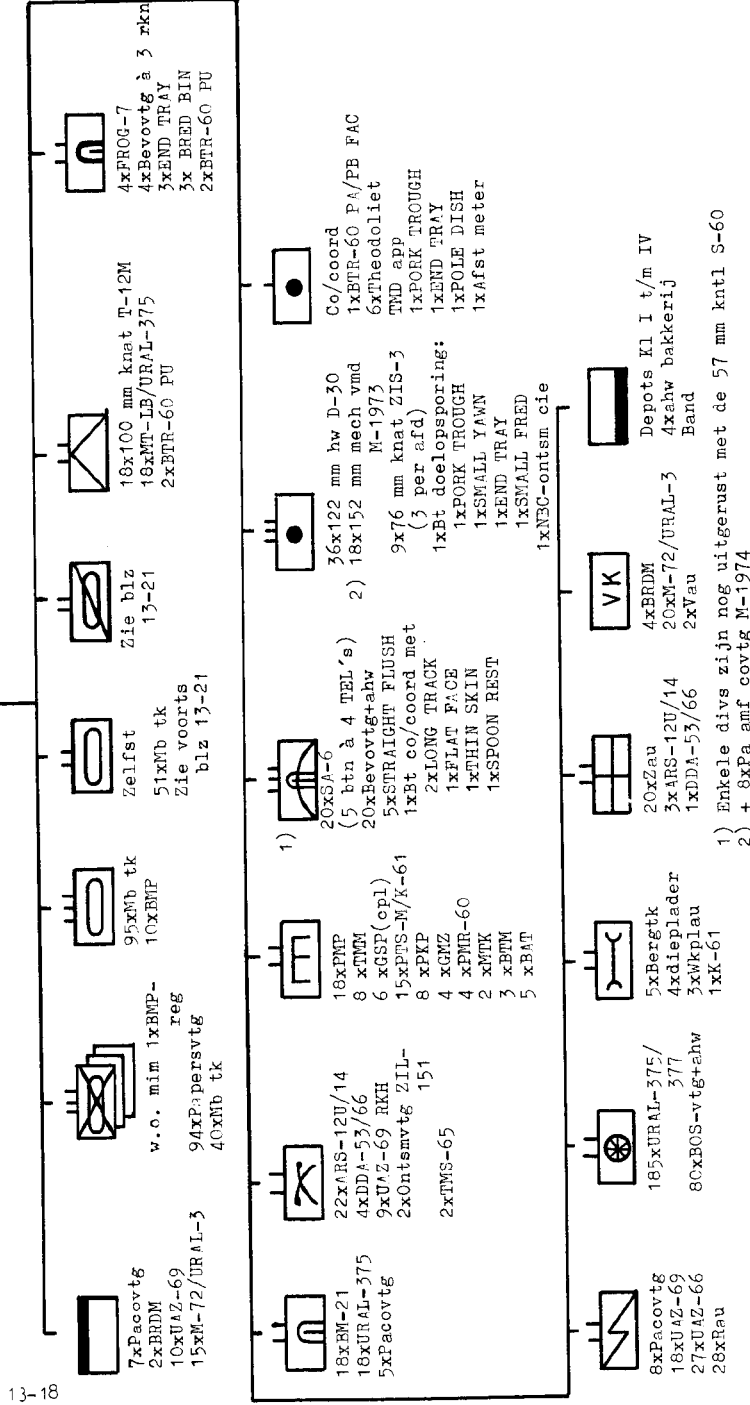 13-18
7xPacovtg
2xBRDM
10xUAZ-69
15xM-72/URAL-3
w.o. mim 1xBMP-
reg
94xPapersvtg
40xMb tk
95xMb tk
10xBMP
Zelfst
51xMb tk
Zie voorts
blz 13-21
Zie blz
13-21
18x100 mm knat T-12M
18xMT-LB/URAL-375
2xBTR-60 PU
4xFROG-7
4xBevovtg à 3 rkn
3xEND TRAY
3x BRED BIN
2xBTR-60 PU
18xBM-21
18xURAL-375
5xPacovtg
22xARS-12U/14
4xDDA-53/66
9xUAZ-69 RKH
2xOntsmvtg ZIL-
151
2xTMS-65
18xPMP
8 xTMM
6 xGSP(cpl)
15xPTS-M/K-61
8 xPKP
4 xGMZ
4 xPMR-60
2 xMTK
3 xBTM
5 xBAT
1)
20xSA-6
(5 btn à 4 TEL's)
20xBevovtg+ahw
5xSTRAIGHT FLUSH
1xBt co/coord met
2xLONG TRACK
1xFLAT FACE
1xTHIN SKIN
1xSPOON REST
36x122 mm hw D-30
2) 18x152 mm mech vmd
M-1973
9x76 mm knat ZIS-3
(3 per afd)
1xBt doelopsporing:
1xPORK TROUGH
1xSMALL YAWN
1xEND TRAY
1xSMALL FRED
1xNBC-ontsm cie
Co/coord
1xBTR-60 PA/PB FAC
6xTheodoliet
TMD app
1xPORK TROUGH
1xEND TRAY
1xPOLE DISH
1xAfst meter
8xPacovtg
18xUAZ-69
27xUAZ-66
28xRau
185xURAL-375/
377
80xBOS-vtg+ahw
5xBergtk
4xdieplader
3xWkplau
1xK-61
20xZau
3xARS-12U/14
1xDDA-53/66
VK
4xBRDM
20xM-72/URAL-3
2xVau
Depots Kl I t/m IV
4xahw bakkerij
Band
1) Enkele divs zijn nog uitgerust met de 57 mm kntl S-60
2) + 8xPa amf covtg M-1974